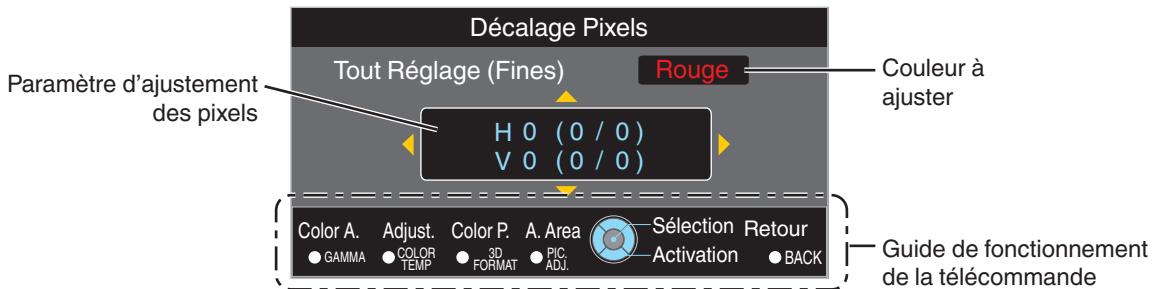 Décalage Pixels
Tout Réglage (Fines) Rouge
Couleur à
ajuster
Paramètre d'ajustement
des pixels
H 0 (0 / 0)
V 0 (0 / 0)
Color A. Adjust. Color P. A. Area Sélection Retour
GAMMA COLOR TEMP 3D FORMAT PIC. ADJ. Activation BACK
Guide de fonctionnement
de la télécommande